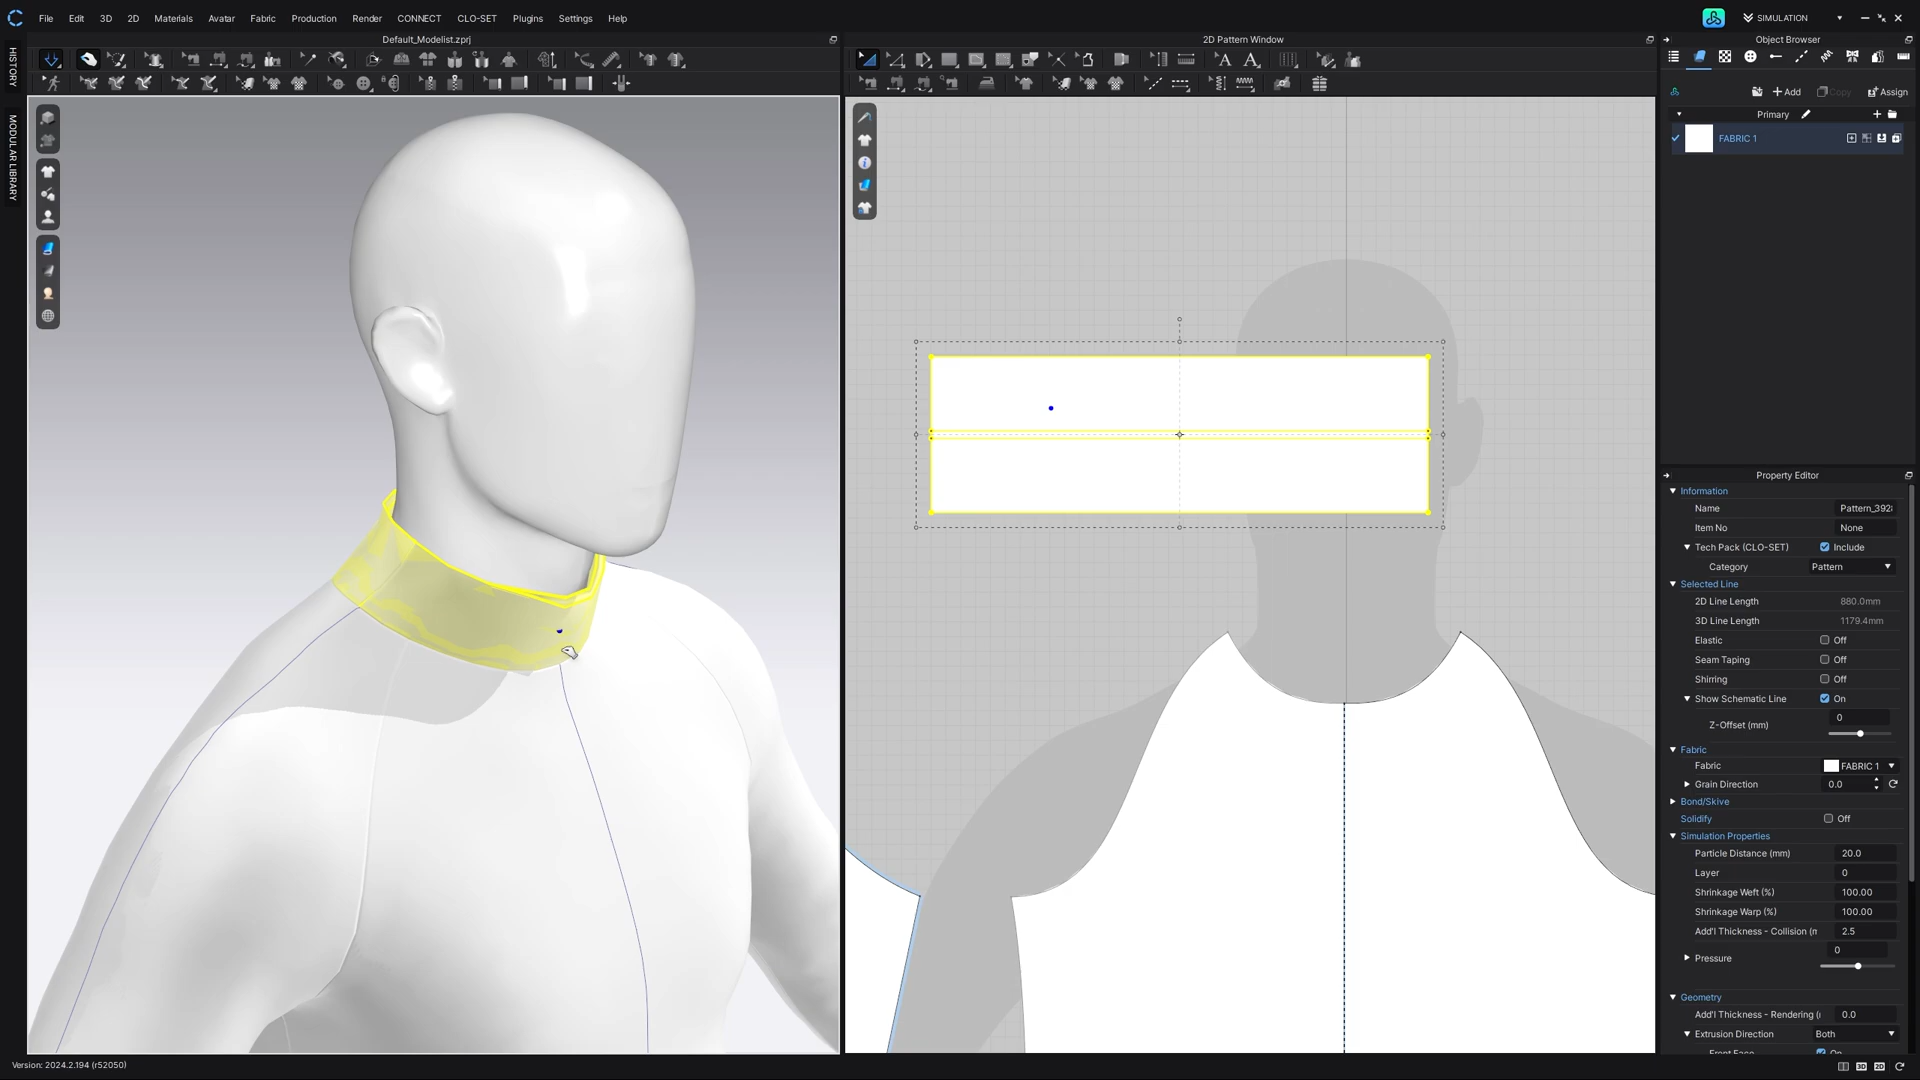 File Edit 3D 2D Materials Avatar Fabric Production Render CONNECT CLO-SET Plugins Settings Help
SIMULATION
Default_Modelist.zprj
2D Pattern Window
Object Browser
HISTORY
MODULAR LIBRARY
+ Add Copy Assign
Primary
FABRIC 1
Property Editor
Information
Name Pattern_392
Item No None
Tech Pack (CLO-SET) Include
Category Pattern
Selected Line
2D Line Length 880.0mm
3D Line Length 1179.4mm
Elastic Off
Seam Taping Off
Shirring Off
Show Schematic Line On
Z-Offset (mm) 0
Fabric
Fabric FABRIC 1
Grain Direction 0.0
Bond/Skive
Solidify Off
Simulation Properties
Particle Distance (mm) 20.0
Layer 0
Shrinkage Weft (%) 100.00
Shrinkage Warp (%) 100.00
Add'l Thickness - Collision (m 2.5
Pressure 0
Geometry
Add'l Thickness - Rendering ( 0.0
Extrusion Direction Both
Front Face On
Version: 2024.2.194 (r52050)
3D 2D